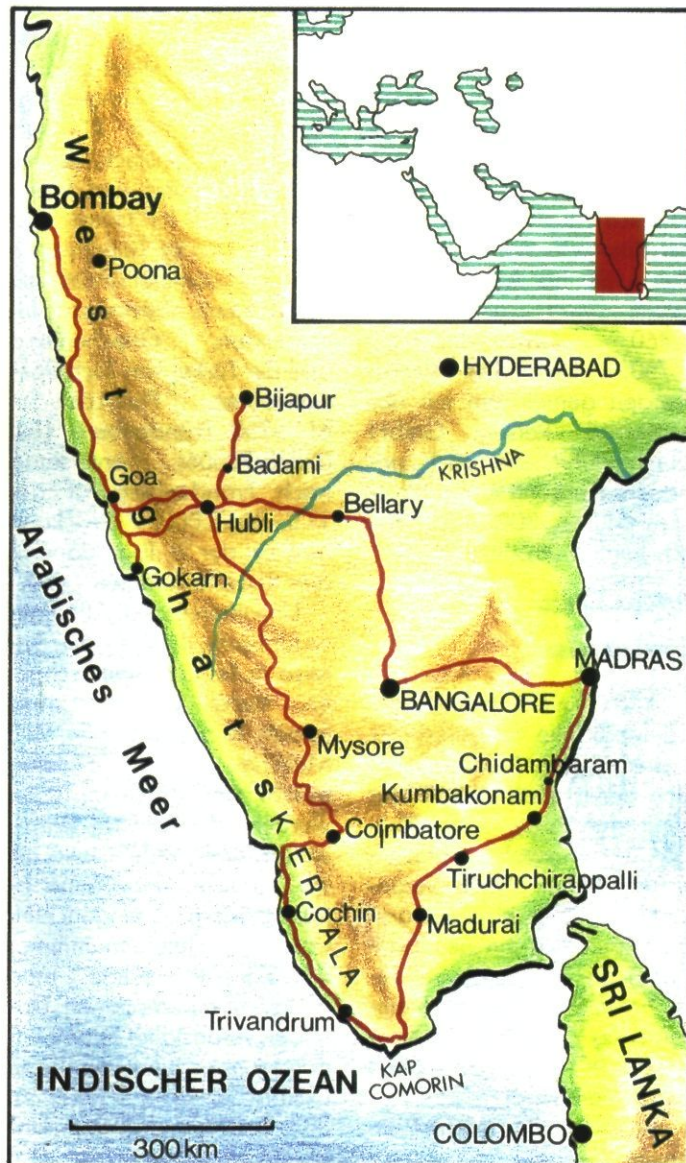 Westghats
Bombay
Poona
HYDERABAD
Bijapur
KRISHNA
Badami
Goa
Hubli
Bellary
Gokarn
Arabisches Meer
MADRAS
BANGALORE
Mysore
Chidambaram
Kumbakonam
Coimbatore
KERALA
Tiruchchirappalli
Cochin
Madurai
SRI LANKA
Trivandrum
INDISCHER OZEAN
KAP
COMORIN
300 km
COLOMBO